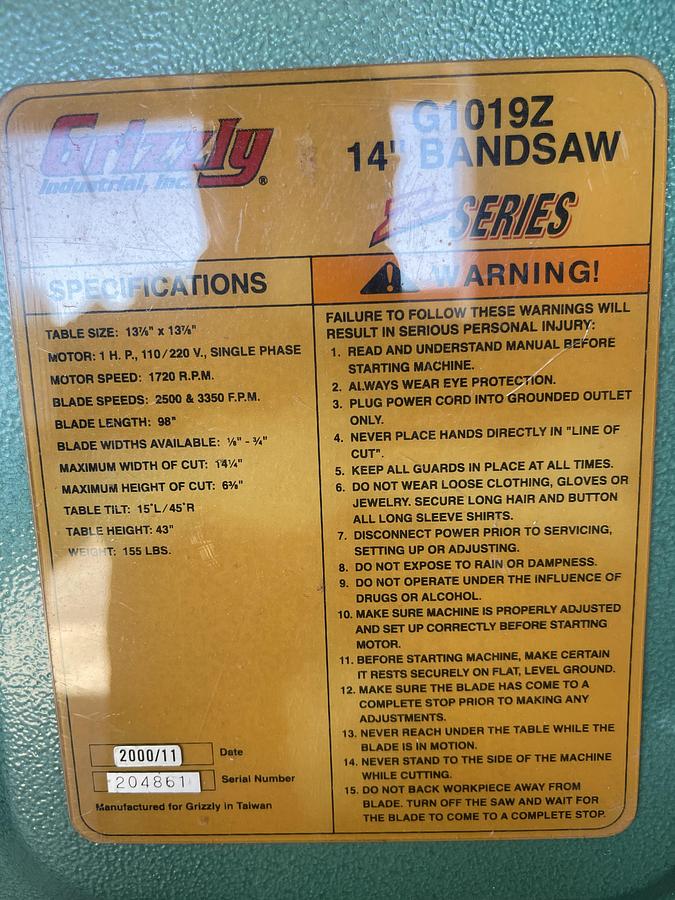 Grizzly
Industrial, Inc.®
G1019Z
14" BANDSAW
Z SERIES
SPECIFICATIONS
TABLE SIZE: 13⅞" x 13⅞"
MOTOR: 1 H. P., 110/220 V., SINGLE PHASE
MOTOR SPEED: 1720 R.P.M.
BLADE SPEEDS: 2500 & 3350 F.P.M.
BLADE LENGTH: 98"
BLADE WIDTHS AVAILABLE: ⅛" - ¾"
MAXIMUM WIDTH OF CUT: 14¼"
MAXIMUM HEIGHT OF CUT: 6⅜"
TABLE TILT: 15°L/45°R
TABLE HEIGHT: 43"
WEIGHT: 155 LBS.
2000/11 Date
204861 Serial Number
Manufactured for Grizzly in Taiwan
WARNING!
FAILURE TO FOLLOW THESE WARNINGS WILL
RESULT IN SERIOUS PERSONAL INJURY:
1. READ AND UNDERSTAND MANUAL BEFORE
STARTING MACHINE.
2. ALWAYS WEAR EYE PROTECTION.
3. PLUG POWER CORD INTO GROUNDED OUTLET
ONLY.
4. NEVER PLACE HANDS DIRECTLY IN "LINE OF
CUT".
5. KEEP ALL GUARDS IN PLACE AT ALL TIMES.
6. DO NOT WEAR LOOSE CLOTHING, GLOVES OR
JEWELRY. SECURE LONG HAIR AND BUTTON
ALL LONG SLEEVE SHIRTS.
7. DISCONNECT POWER PRIOR TO SERVICING,
SETTING UP OR ADJUSTING.
8. DO NOT EXPOSE TO RAIN OR DAMPNESS.
9. DO NOT OPERATE UNDER THE INFLUENCE OF
DRUGS OR ALCOHOL.
10. MAKE SURE MACHINE IS PROPERLY ADJUSTED
AND SET UP CORRECTLY BEFORE STARTING
MOTOR.
11. BEFORE STARTING MACHINE, MAKE CERTAIN
IT RESTS SECURELY ON FLAT, LEVEL GROUND.
12. MAKE SURE THE BLADE HAS COME TO A
COMPLETE STOP PRIOR TO MAKING ANY
ADJUSTMENTS.
13. NEVER REACH UNDER THE TABLE WHILE THE
BLADE IS IN MOTION.
14. NEVER STAND TO THE SIDE OF THE MACHINE
WHILE CUTTING.
15. DO NOT BACK WORKPIECE AWAY FROM
BLADE. TURN OFF THE SAW AND WAIT FOR
THE BLADE TO COME TO A COMPLETE STOP.